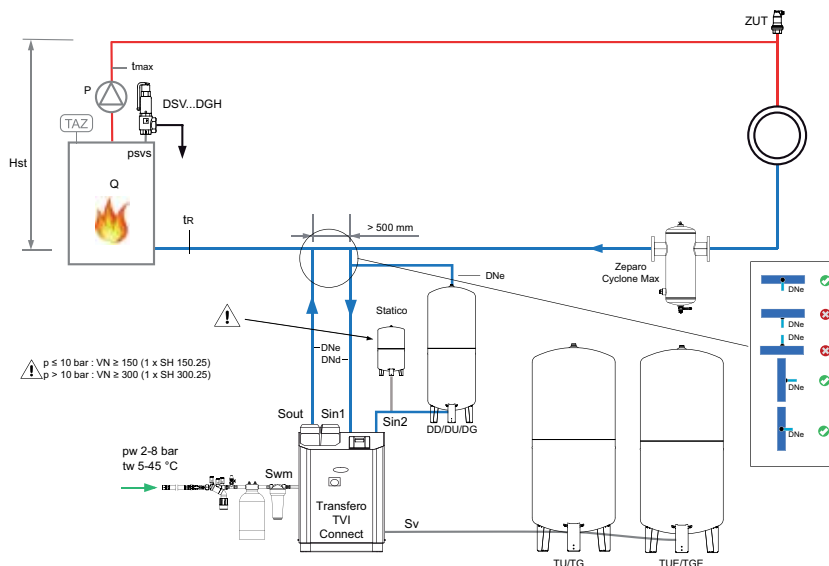 ZUT
tmax
P
DSV...DGH
TAZ
psvs
Hst
Q
tR
> 500 mm
DNe
Zeparo
Cyclone Max
DNe
DNe
DNe
DNe
DNe
Statico
p ≤ 10 bar : VN ≥ 150 (1 x SH 150.25)
p > 10 bar : VN ≥ 300 (1 x SH 300.25)
DNe
DNd
Sout
Sin1
Sin2
DD/DU/DG
pw 2-8 bar
tw 5-45 °C
Swm
Transfero
TVI
Connect
Sv
TU/TG
TUE/TGE